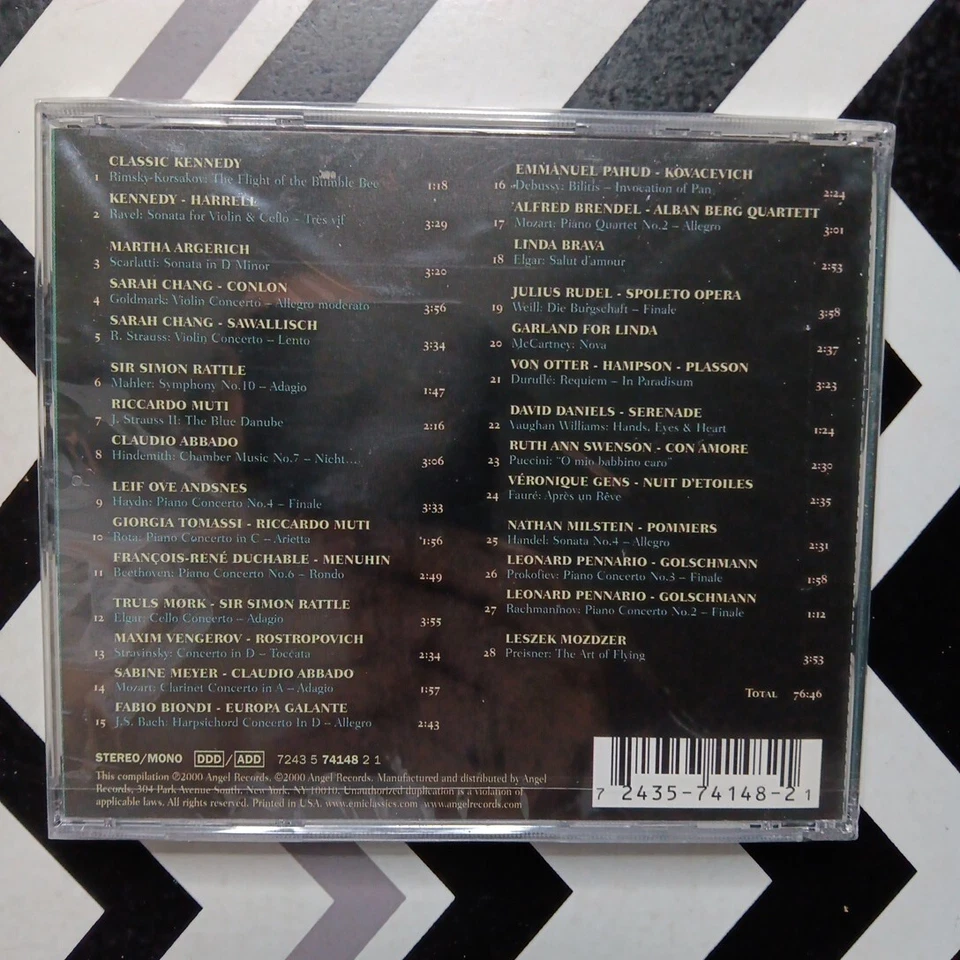 CLASSIC KENNEDY
1 Rimsky-Korsakov: The Flight of the Bumble Bee 1:18
KENNEDY - HARRELL
2 Ravel: Sonata for Violin & Cello – Très vif 3:29
MARTHA ARGERICH
3 Scarlatti: Sonata in D Minor 3:20
SARAH CHANG - CONLON
4 Goldmark: Violin Concerto – Allegro moderato 3:56
SARAH CHANG - SAWALLISCH
5 R. Strauss: Violin Concerto – Lento 3:34
SIR SIMON RATTLE
6 Mahler: Symphony No.10 – Adagio 1:47
RICCARDO MUTI
7 J. Strauss II: The Blue Danube 2:16
CLAUDIO ABBADO
8 Hindemith: Chamber Music No.7 – Nicht... 3:06
LEIF OVE ANDSNES
9 Haydn: Piano Concerto No.4 – Finale 3:33
GIORGIA TOMASSI - RICCARDO MUTI
10 Rota: Piano Concerto in C – Arietta 1:56
FRANÇOIS-RENÉ DUCHABLE - MENUHIN
11 Beethoven: Piano Concerto No.6 – Rondo 2:49
TRULS MØRK - SIR SIMON RATTLE
12 Elgar: Cello Concerto – Adagio 3:55
MAXIM VENGEROV - ROSTROPOVICH
13 Stravinsky: Concerto in D – Toccata 2:34
SABINE MEYER - CLAUDIO ABBADO
14 Mozart: Clarinet Concerto in A – Adagio 1:57
FABIO BIONDI - EUROPA GALANTE
15 J.S. Bach: Harpsichord Concerto In D – Allegro 2:43
EMMANUEL PAHUD - KOVACEVICH
16 Debussy: Bilitis – Invocation of Pan 2:24
ALFRED BRENDEL - ALBAN BERG QUARTETT
17 Mozart: Piano Quartet No.2 – Allegro 3:01
LINDA BRAVA
18 Elgar: Salut d'amour 2:53
JULIUS RUDEL - SPOLETO OPERA
19 Weill: Die Burgschaft – Finale 3:58
GARLAND FOR LINDA
20 McCartney: Nova 2:37
VON OTTER - HAMPSON - PLASSON
21 Duruflé: Requiem – In Paradisum 3:23
DAVID DANIELS - SERENADE
22 Vaughan Williams: Hands, Eyes & Heart 1:24
RUTH ANN SWENSON - CON AMORE
23 Puccini: "O mio babbino caro" 2:30
VÉRONIQUE GENS - NUIT D'ETOILES
24 Fauré: Après un Rêve 2:35
NATHAN MILSTEIN - POMMERS
25 Handel: Sonata No.4 – Allegro 2:31
LEONARD PENNARIO - GOLSCHMANN
26 Prokofiev: Piano Concerto No.3 – Finale 1:58
LEONARD PENNARIO - GOLSCHMANN
27 Rachmaninov: Piano Concerto No.2 – Finale 1:12
LESZEK MOZDZER
28 Preisner: The Art of Flying 3:53
TOTAL 76:46
STEREO/MONO DDD/ADD 7243 5 74148 2 1
This compilation ℗2000 Angel Records. ©2000 Angel Records. Manufactured and distributed by Angel
Records, 304 Park Avenue South, New York, NY 10010. Unauthorized duplication is a violation of
applicable laws. All rights reserved. Printed in USA. www.emiclassics.com www.angelrecords.com
7 2435-74148-2 1